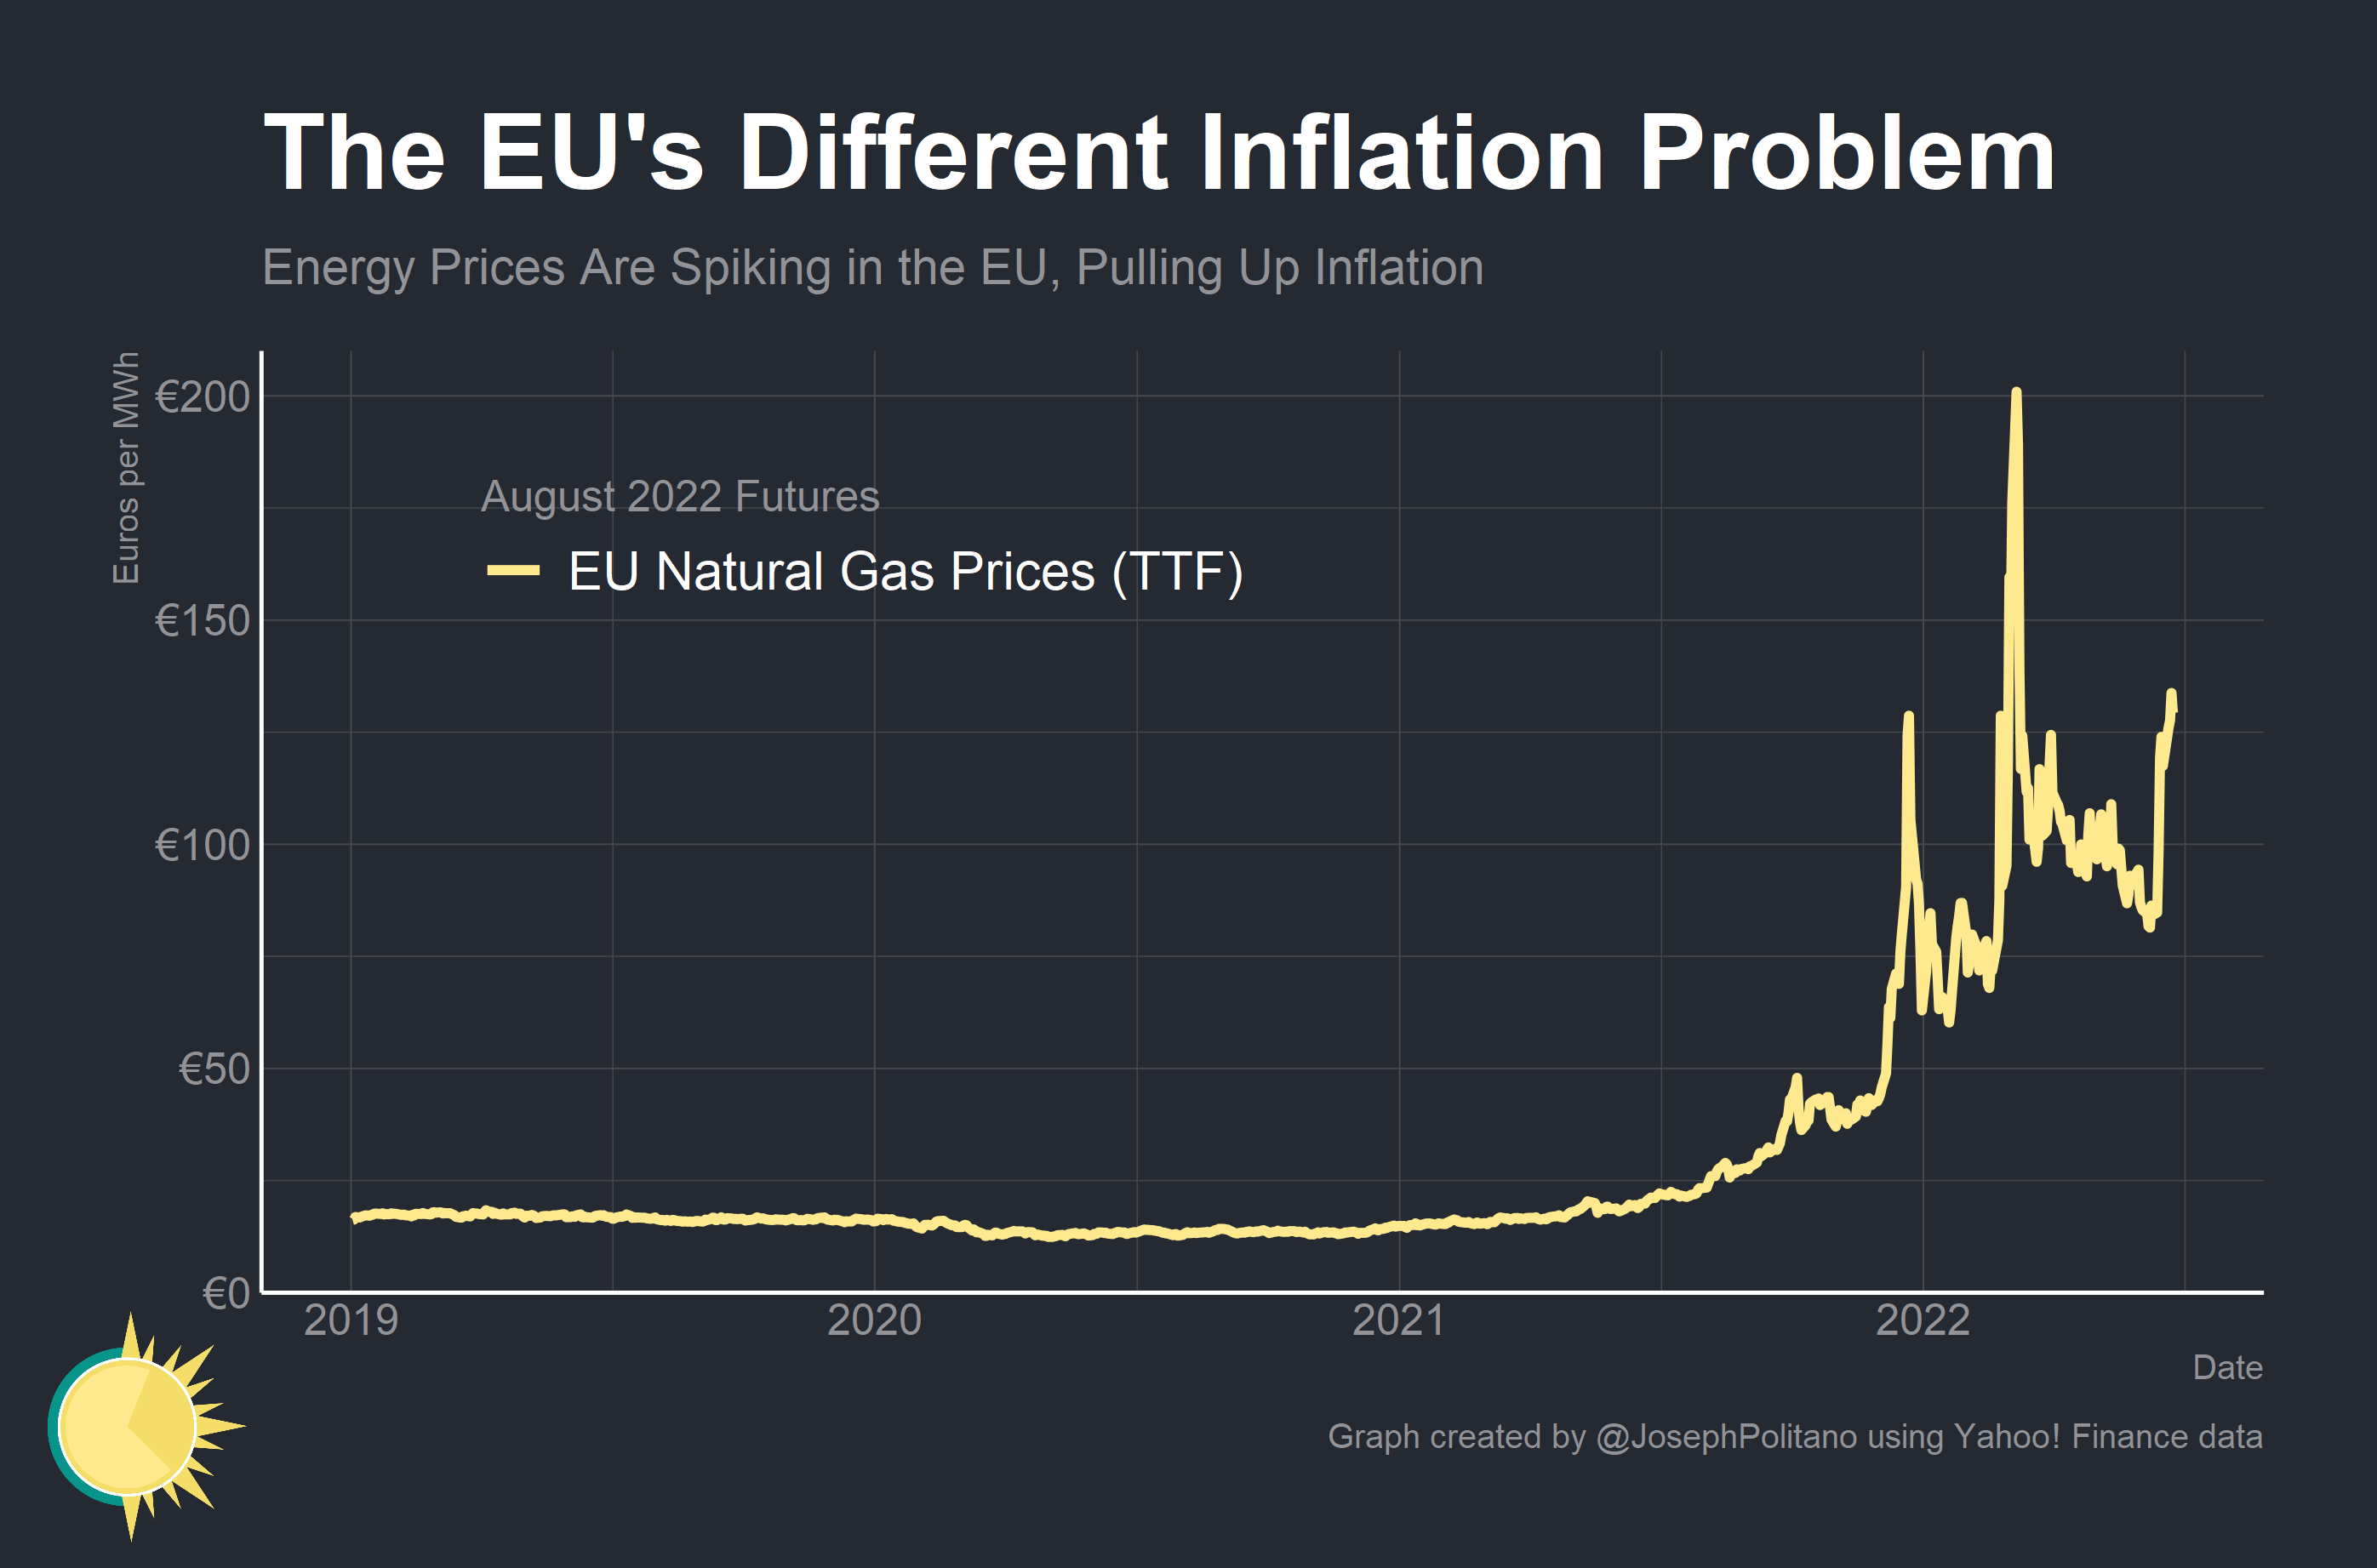 The EU's Different Inflation Problem
Energy Prices Are Spiking in the EU, Pulling Up Inflation
Euros per MWh
€200
August 2022 Futures
EU Natural Gas Prices (TTF)
€150
€100
€50
€0
2019 2020 2021 2022
Date
Graph created by @JosephPolitano using Yahoo! Finance data